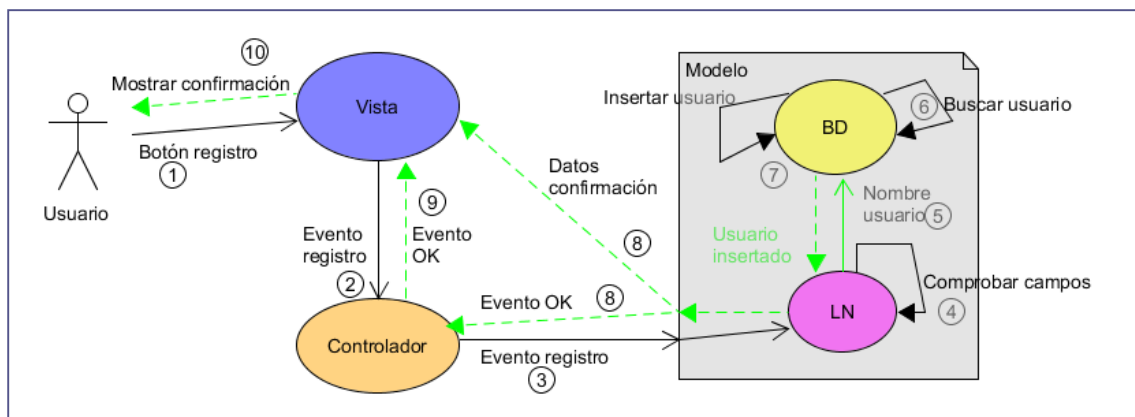 10
Mostrar confirmación
Vista
Botón registro
1
Usuario
Modelo
Insertar usuario
BD
6
Buscar usuario
7
Datos
confirmación
Nombre
usuario 5
9
Evento
registro
2
Evento
OK
8
Usuario
insertado
Comprobar campos
4
LN
Evento OK
8
Controlador
Evento registro
3